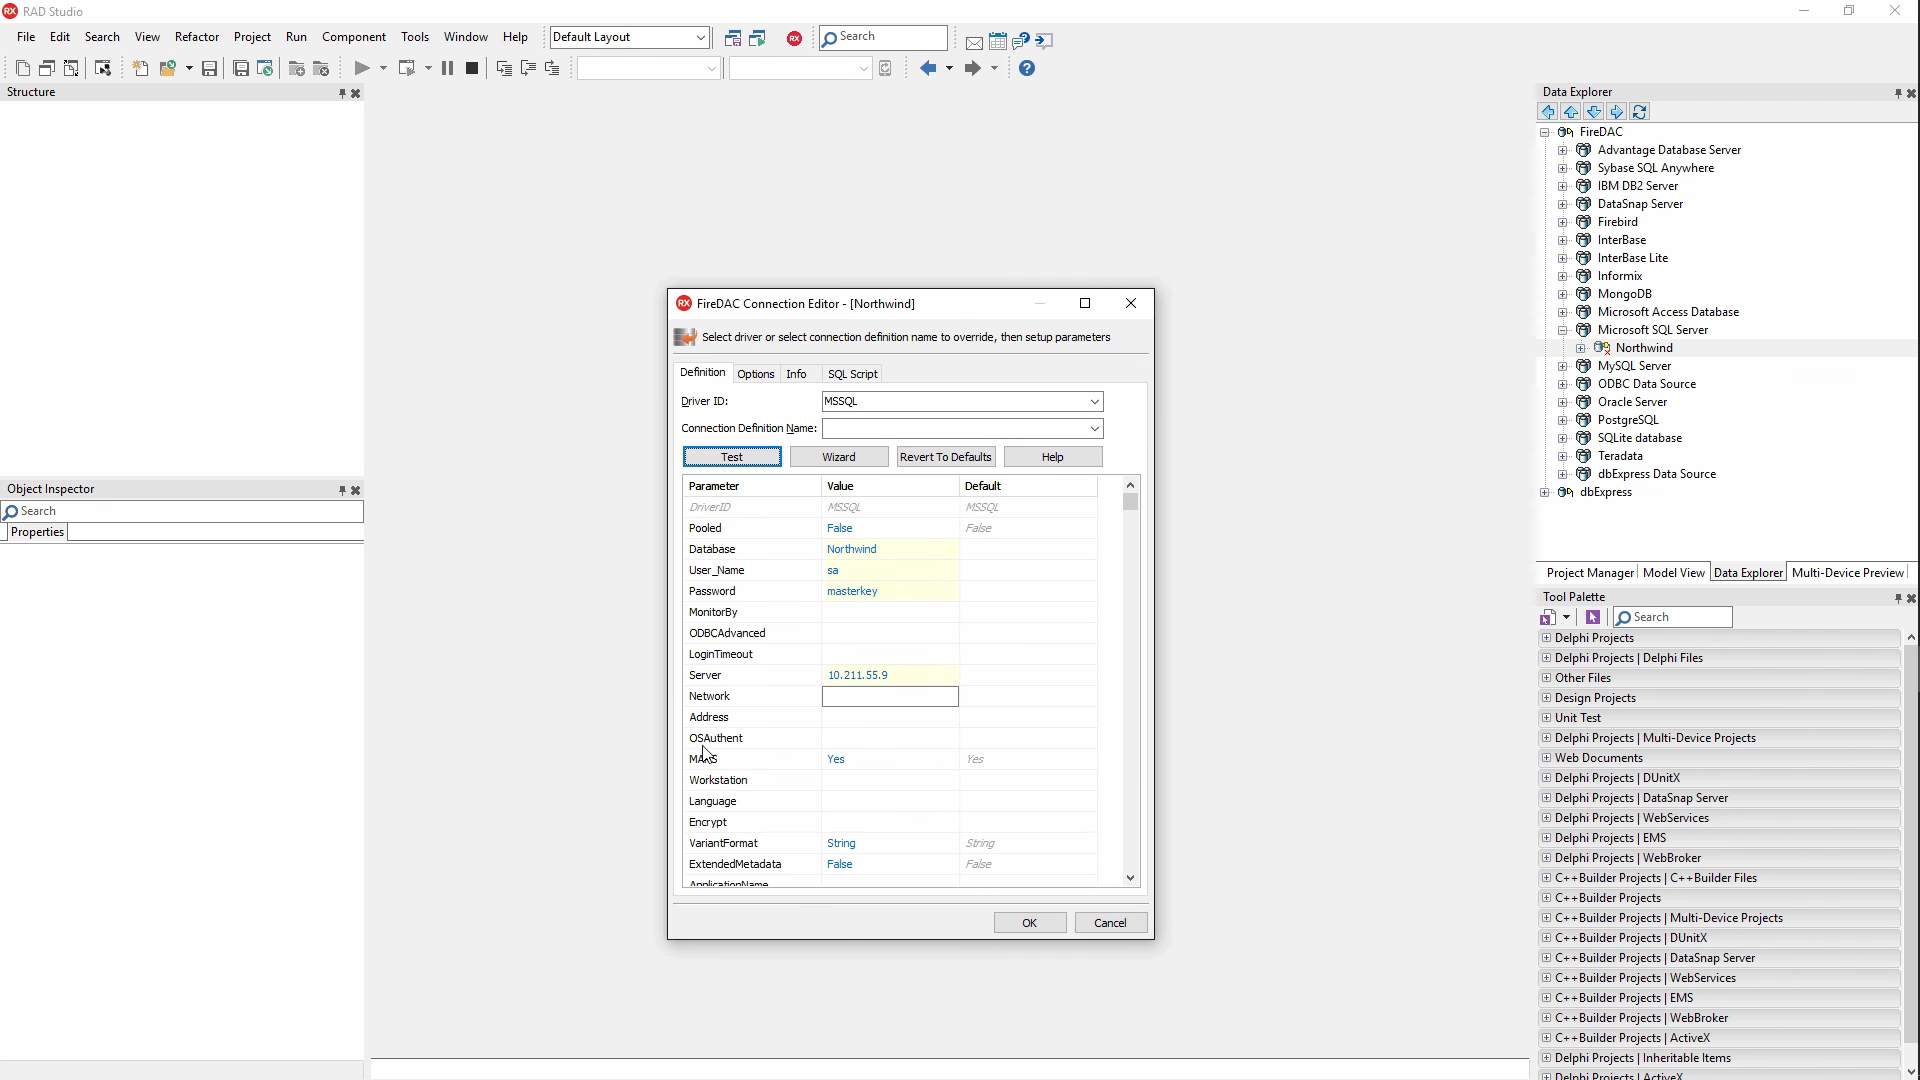 RAD Studio
File Edit Search View Refactor Project Run Component Tools Window Help Default Layout Search
Structure
Object Inspector
Search
Properties
FireDAC Connection Editor - [Northwind]
Select driver or select connection definition name to override, then setup parameters
Definition Options Info SQL Script
Driver ID: MSSQL
Connection Definition Name:
Test Wizard Revert To Defaults Help
Parameter Value Default
DriverID MSSQL MSSQL
Pooled False False
Database Northwind
User_Name sa
Password masterkey
MonitorBy
ODBCAdvanced
LoginTimeout
Server 10.211.55.9
Network
Address
OSAuthent
MARS Yes Yes
Workstation
Language
Encrypt
VariantFormat String String
ExtendedMetadata False False
ApplicationName
OK Cancel
Data Explorer
FireDAC
Advantage Database Server
Sybase SQL Anywhere
IBM DB2 Server
DataSnap Server
Firebird
InterBase
InterBase Lite
Informix
MongoDB
Microsoft Access Database
Microsoft SQL Server
Northwind
MySQL Server
ODBC Data Source
Oracle Server
PostgreSQL
SQLite database
Teradata
dbExpress Data Source
dbExpress
Project Manager Model View Data Explorer Multi-Device Preview
Tool Palette
Search
Delphi Projects
Delphi Projects | Delphi Files
Other Files
Design Projects
Unit Test
Delphi Projects | Multi-Device Projects
Web Documents
Delphi Projects | DUnitX
Delphi Projects | DataSnap Server
Delphi Projects | WebServices
Delphi Projects | EMS
Delphi Projects | WebBroker
C++Builder Projects | C++Builder Files
C++Builder Projects
C++Builder Projects | Multi-Device Projects
C++Builder Projects | DUnitX
C++Builder Projects | DataSnap Server
C++Builder Projects | WebServices
C++Builder Projects | EMS
C++Builder Projects | WebBroker
C++Builder Projects | ActiveX
Delphi Projects | Inheritable Items
Delphi Projects | ActiveX